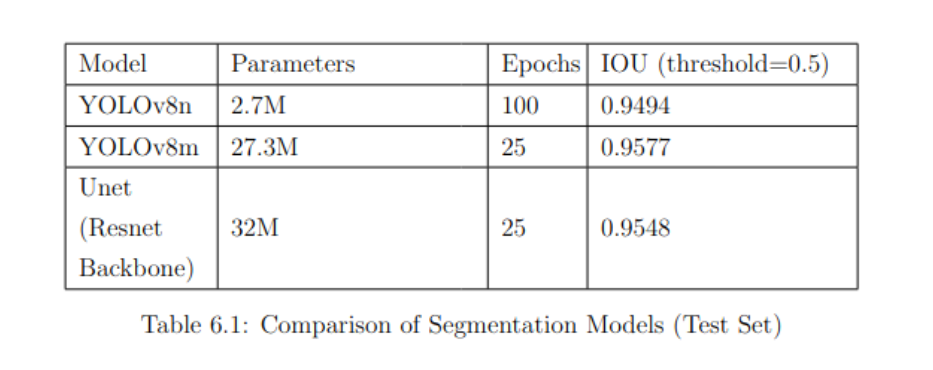 Model Parameters Epochs IOU (threshold=0.5)
YOLOv8n 2.7M 100 0.9494
YOLOv8m 27.3M 25 0.9577
Unet
(Resnet 32M 25 0.9548
Backbone)
Table 6.1: Comparison of Segmentation Models (Test Set)